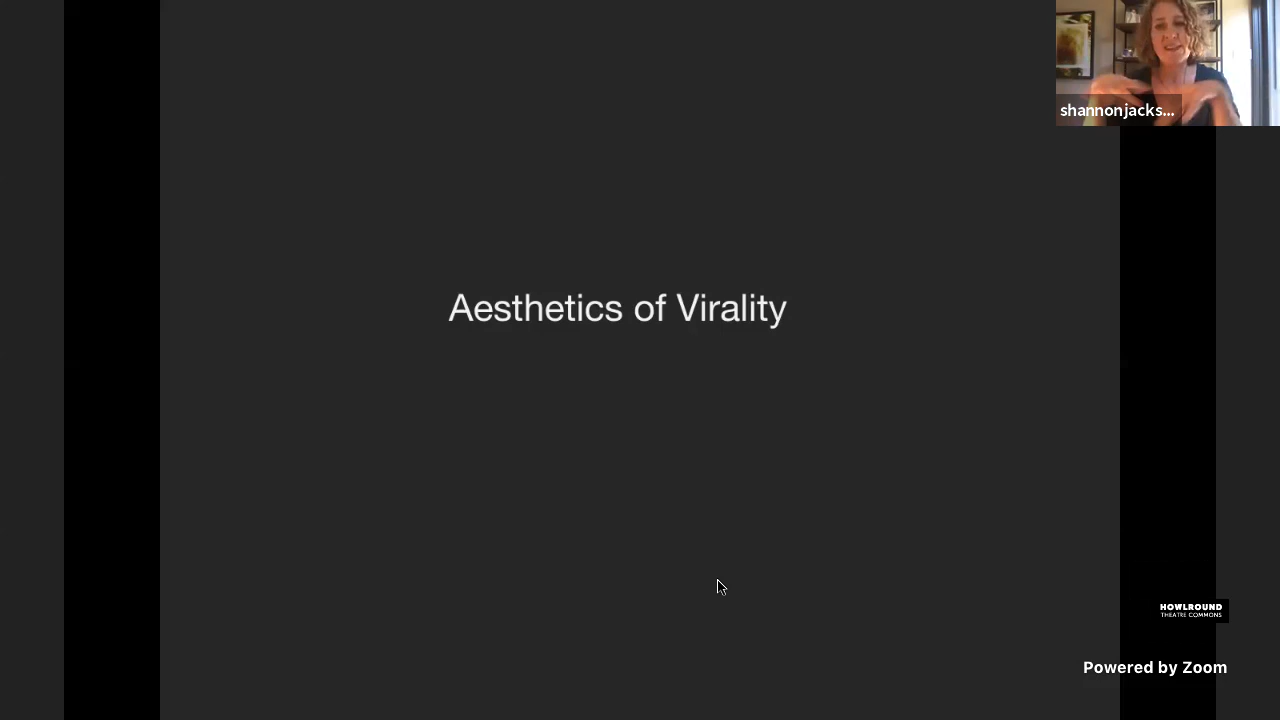 shannonjacks...
Aesthetics of Virality
HOWLROUND
THEATRE COMMONS
Powered by Zoom